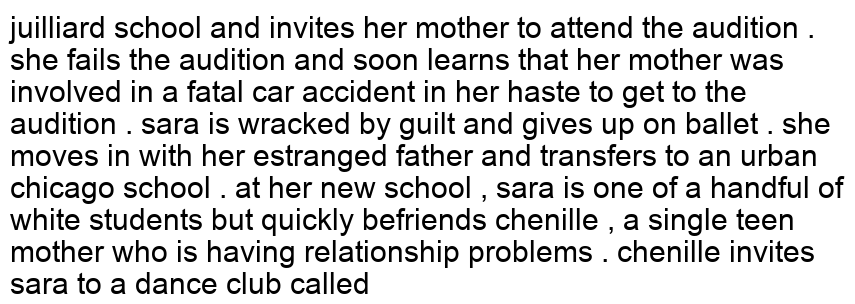 juilliard school and invites her mother to attend the audition .
she fails the audition and soon learns that her mother was
involved in a fatal car accident in her haste to get to the
audition . sara is wracked by guilt and gives up on ballet . she
moves in with her estranged father and transfers to an urban
chicago school . at her new school , sara is one of a handful of
white students but quickly befriends chenille , a single teen
mother who is having relationship problems . chenille invites
sara to a dance club called